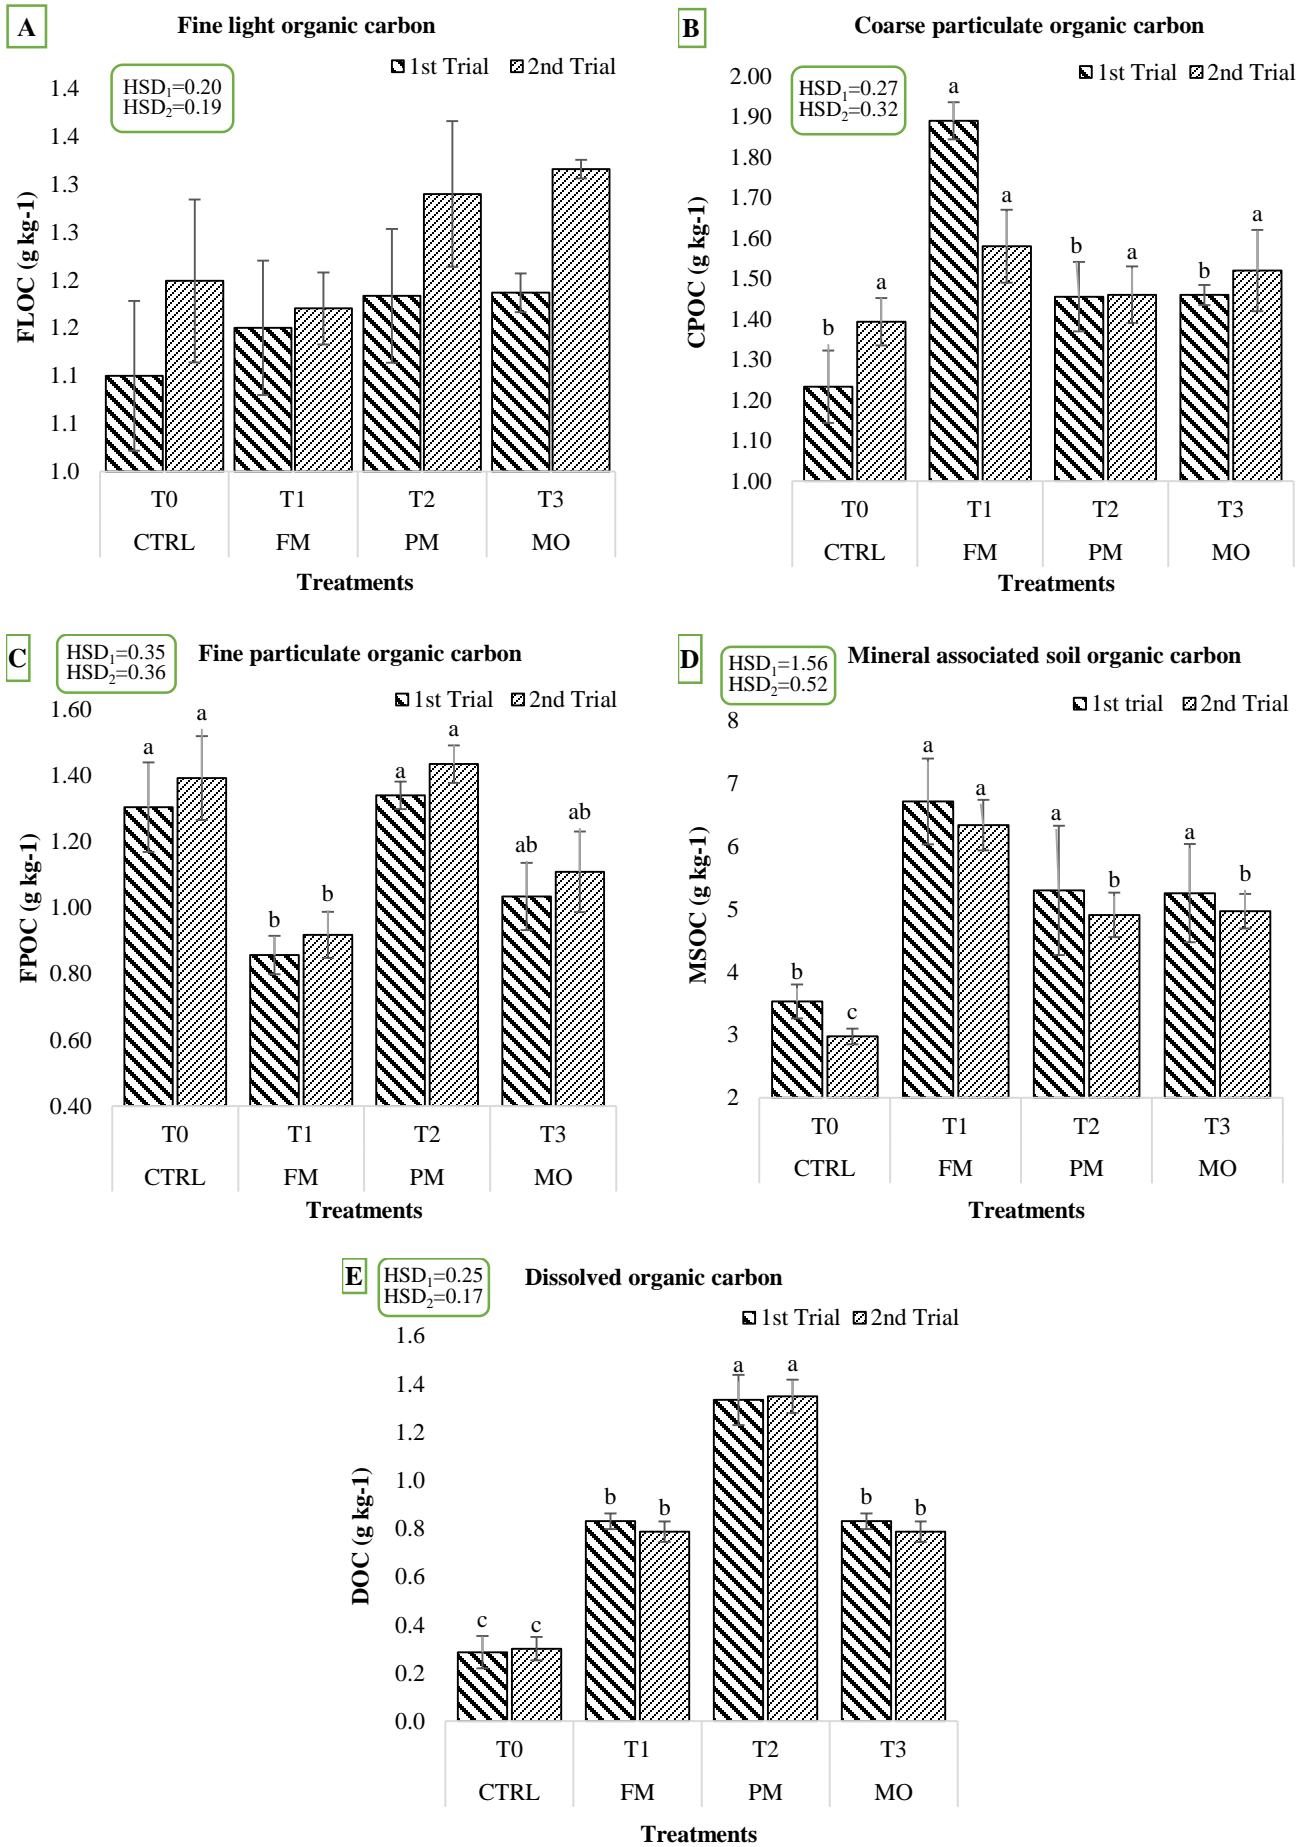 A
Fine light organic carbon
1st Trial 2nd Trial
HSD1=0.20
HSD2=0.19
1.4
1.4
1.3
1.3
1.2
1.2
1.1
1.1
1.0
FLOC (g kg-1)
T0 T1 T2 T3
CTRL FM PM MO
Treatments
B
Coarse particulate organic carbon
1st Trial 2nd Trial
HSD1=0.27
HSD2=0.32
2.00
1.90
1.80
1.70
1.60
1.50
1.40
1.30
1.20
1.10
1.00
CPOC (g kg-1)
b a a a b a b a
T0 T1 T2 T3
CTRL FM PM MO
Treatments
C
HSD1=0.35
HSD2=0.36
Fine particulate organic carbon
1st Trial 2nd Trial
1.60
1.40
1.20
1.00
0.80
0.60
0.40
FPOC (g kg-1)
a a b b a a ab ab
T0 T1 T2 T3
CTRL FM PM MO
Treatments
D
HSD1=1.56
HSD2=0.52
Mineral associated soil organic carbon
1st trial 2nd Trial
8
7
6
5
4
3
2
MSOC (g kg-1)
b c a a a b a b
T0 T1 T2 T3
CTRL FM PM MO
Treatments
E
HSD1=0.25
HSD2=0.17
Dissolved organic carbon
1st Trial 2nd Trial
1.6
1.4
1.2
1.0
0.8
0.6
0.4
0.2
0.0
DOC (g kg-1)
c c b b a a b b
T0 T1 T2 T3
CTRL FM PM MO
Treatments